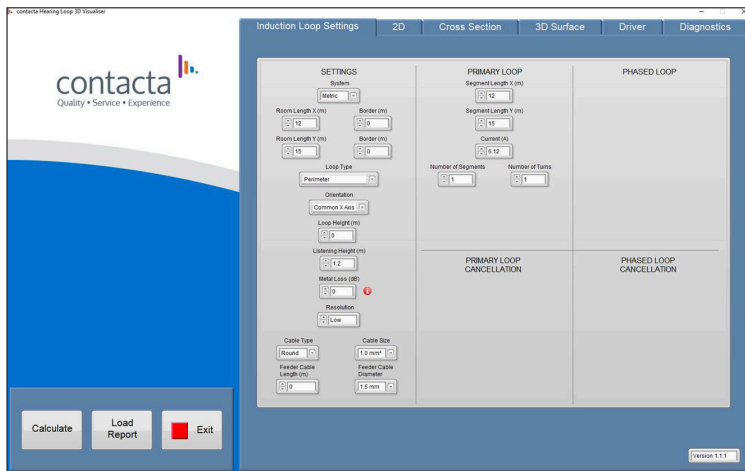 contacta Hearing Loop 3D Visualiser
Induction Loop Settings 2D Cross Section 3D Surface Driver Diagnostics
contacta
Quality • Service • Experience
SETTINGS
System
Metric
Room Length X (m) Border (m)
12 0
Room Length Y (m) Border (m)
15 0
Loop Type
Perimeter
Orientation
Common X Axis
Loop Height (m)
0
Listening Height (m)
1.2
Metal Loss (dB)
0
Resolution
Low
Cable Type Cable Size
Round 1.0 mm²
Feeder Cable Feeder Cable
Length (m) Diameter
0 1.5 mm
PRIMARY LOOP
Segment Length X (m)
12
Segment Length Y (m)
15
Current (A)
6.12
Number of Segments Number of Turns
1 1
PHASED LOOP
PRIMARY LOOP
CANCELLATION
PHASED LOOP
CANCELLATION
Calculate
Load
Report
Exit
Version 1.1.1